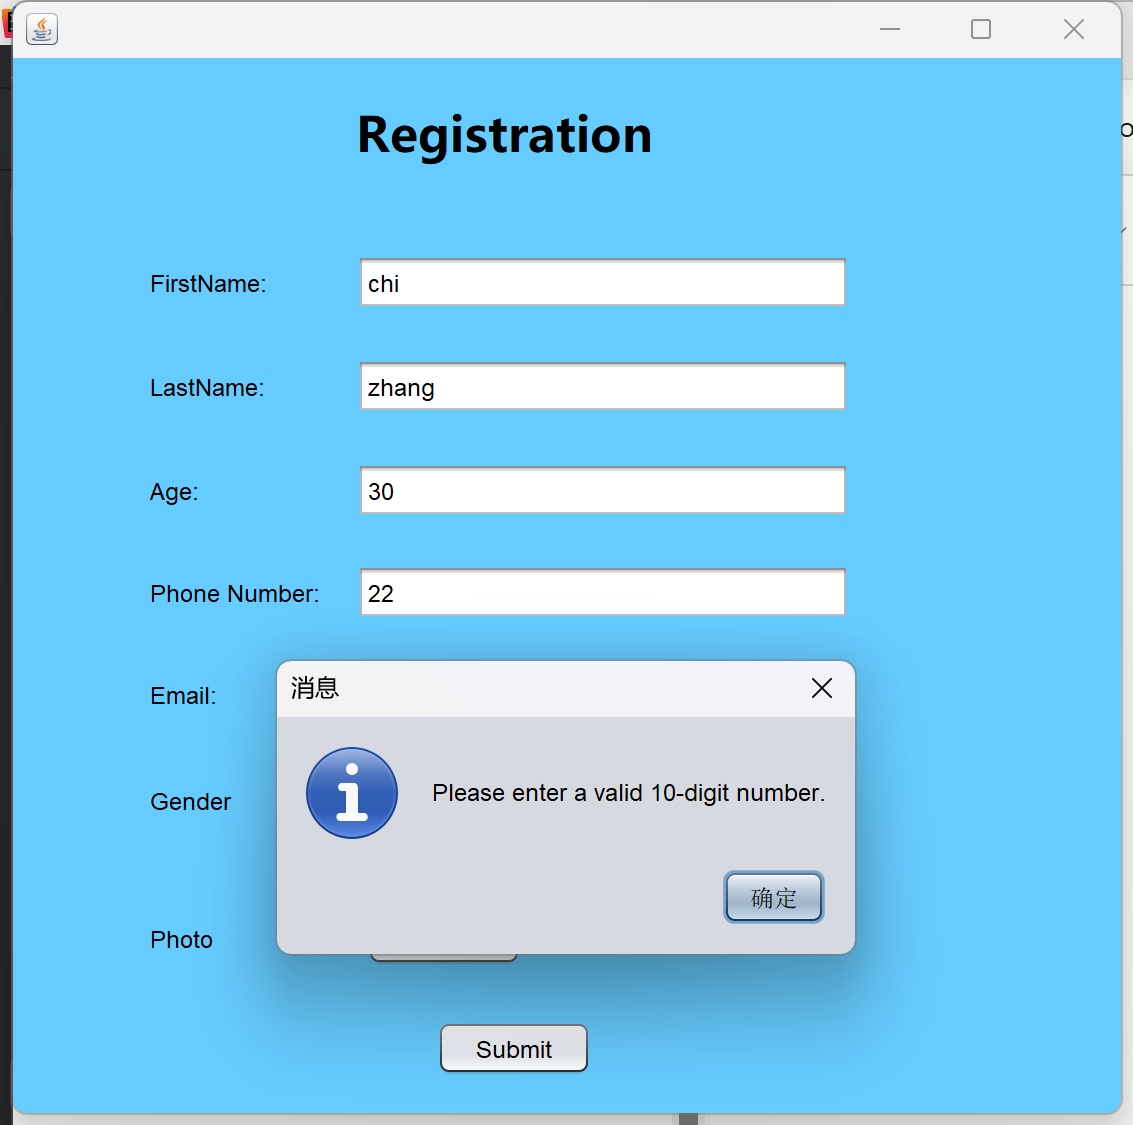 Registration
FirstName:
chi
LastName:
zhang
Age:
30
Phone Number:
22
Email:
消息
Please enter a valid 10-digit number.
Gender
确定
Photo
Submit